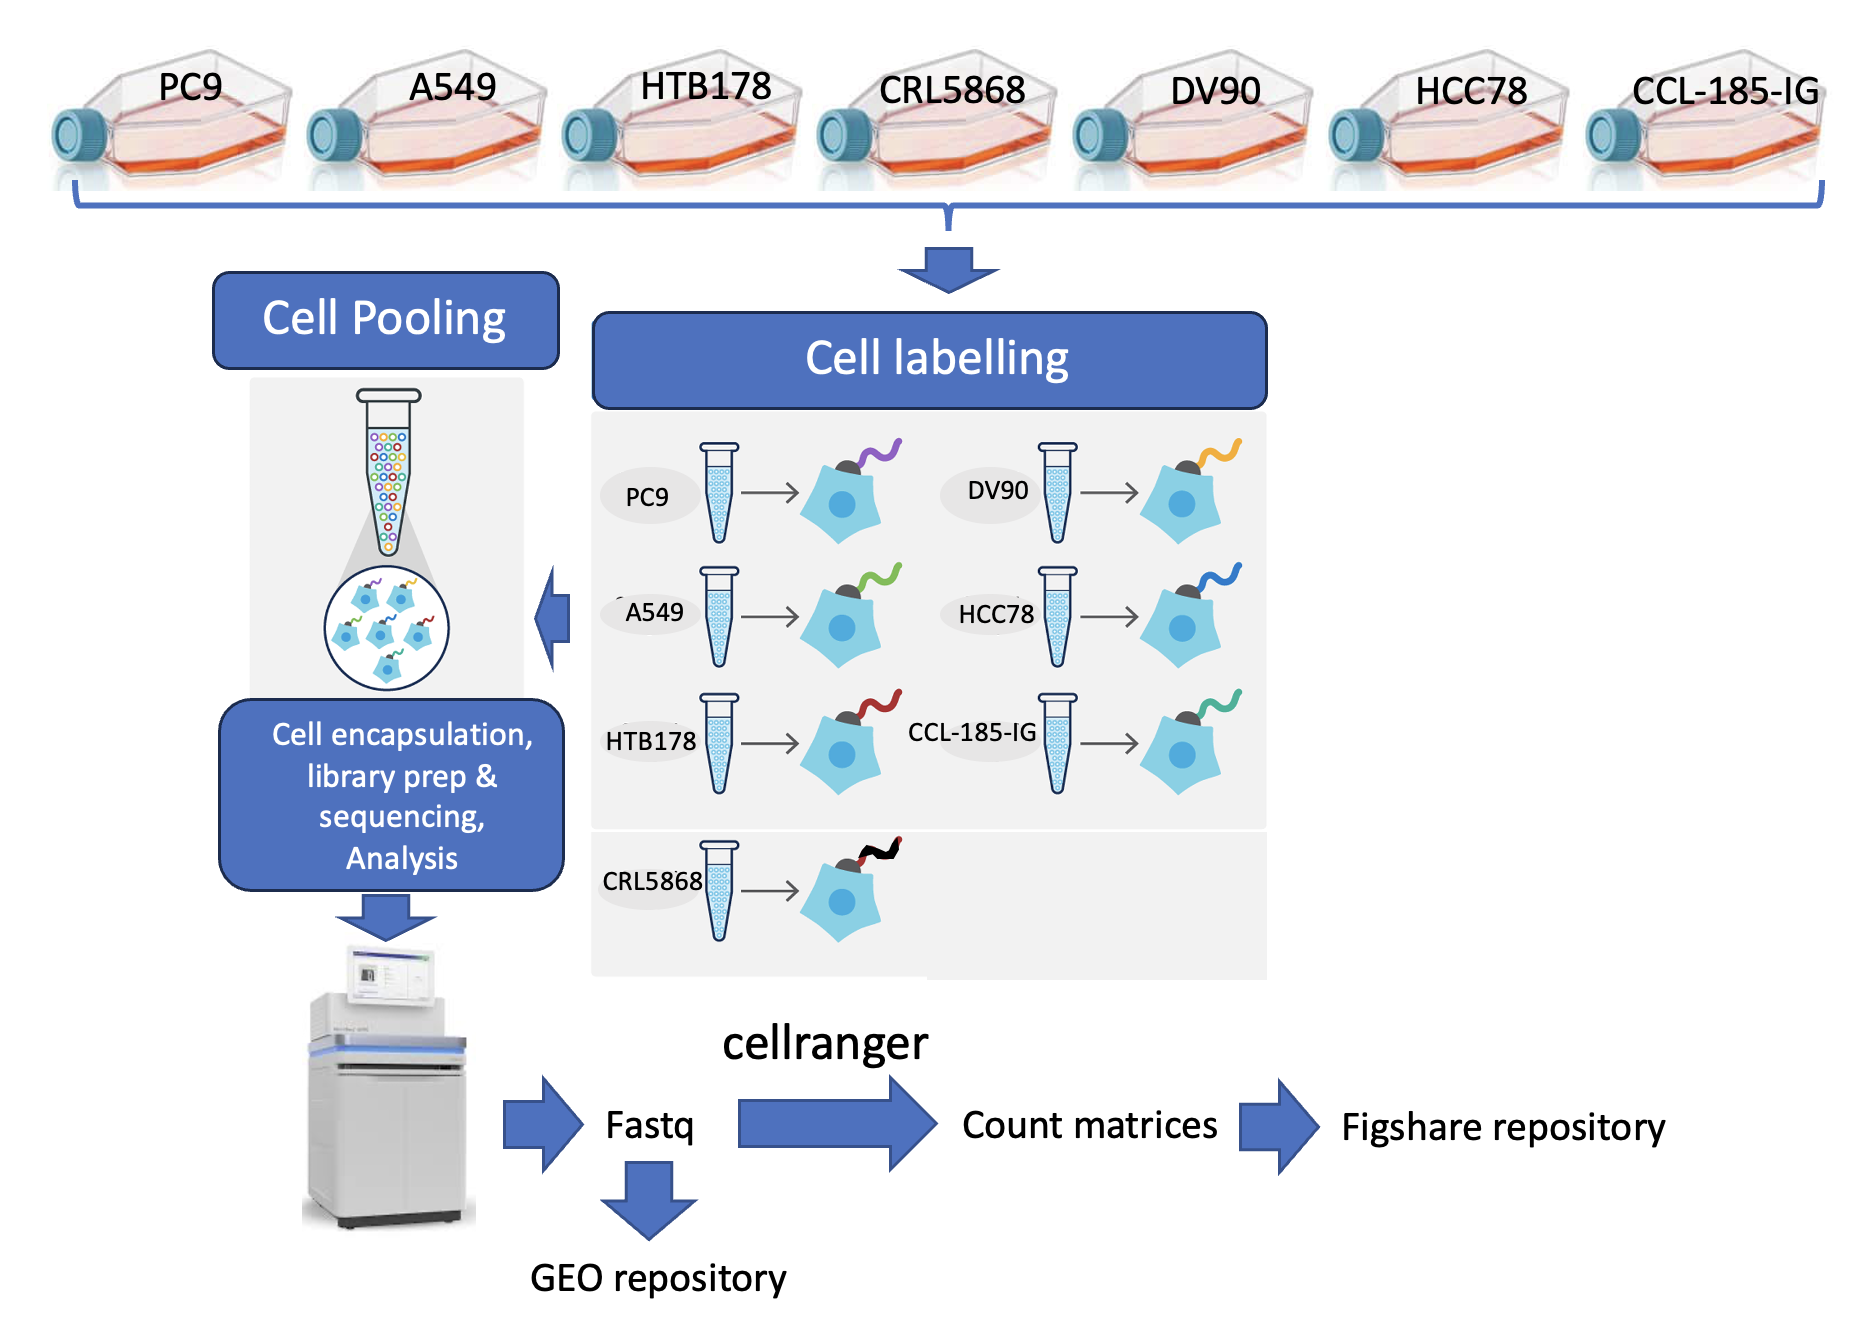 PC9
A549
HTB178
CRL5868
DV90
HCC78
CCL-185-IG
Cell Pooling
Cell labelling
PC9
DV90
A549
HCC78
HTB178
CCL-185-IG
CRL5868
Cell encapsulation,
library prep &
sequencing,
Analysis
cellranger
Fastq
Count matrices
Figshare repository
GEO repository